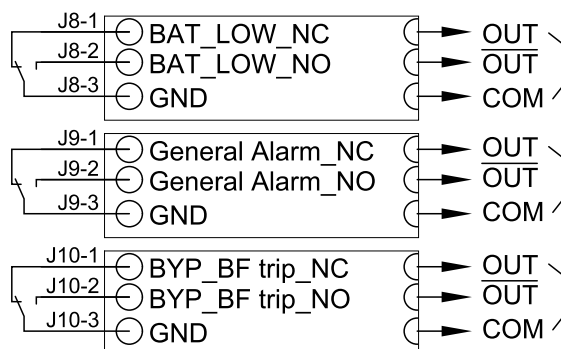 J8-1 BAT_LOW_NC OUT
J8-2 BAT_LOW_NO OUT
J8-3 GND COM
J9-1 General Alarm_NC OUT
J9-2 General Alarm_NO OUT
J9-3 GND COM
J10-1 BYP_BF trip_NC OUT
J10-2 BYP_BF trip_NO OUT
J10-3 GND COM